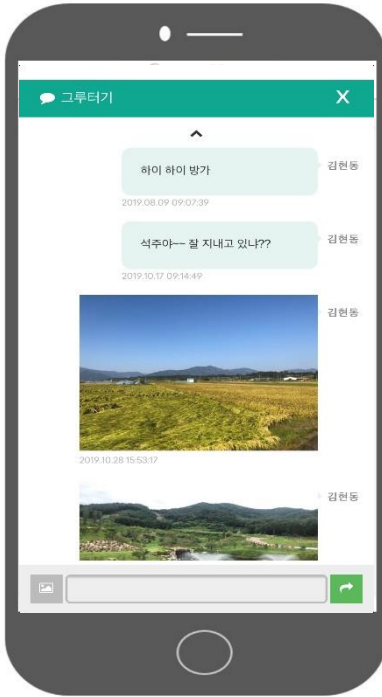 그루터기 X
하이 하이 방가 김현동
2019.08.09 09:07:39
석주야~~ 잘 지내고 있냐?? 김현동
2019.10.17 09:14:49
김현동
2019.10.28 15:53:17
김현동